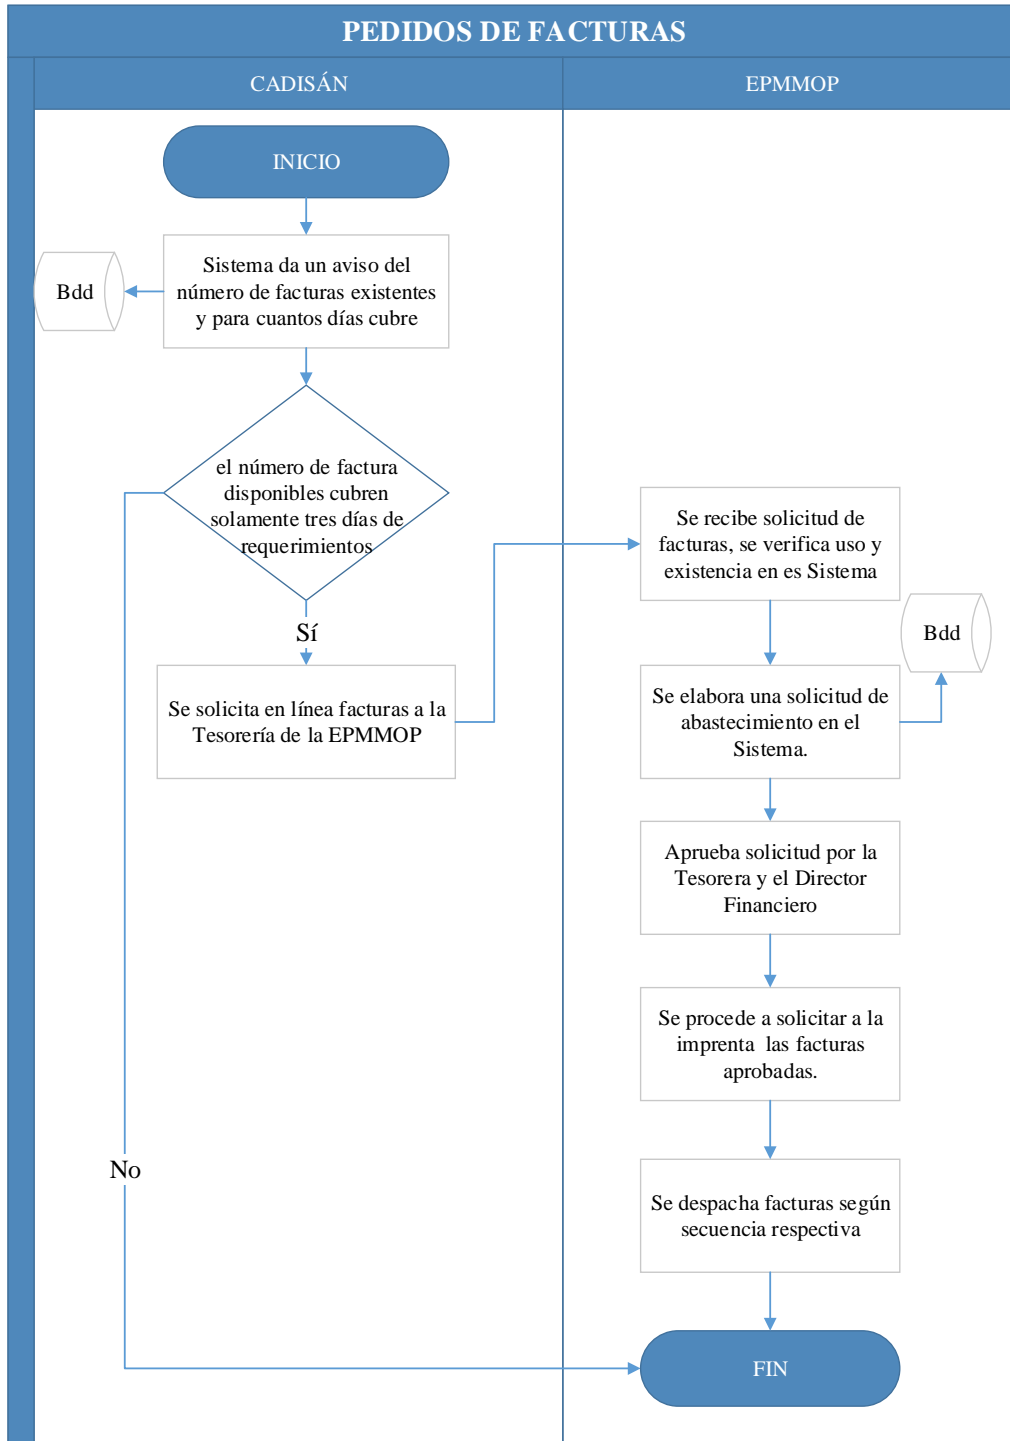 PEDIDOS DE FACTURAS
CADISÁN
EPMMOP
INICIO
Sistema da un aviso del
número de facturas existentes
y para cuantos días cubre
Bdd
el número de factura
disponibles cubren
solamente tres días de
requerimientos
Sí
Se solicita en línea facturas a la
Tesorería de la EPMMOP
No
Se recibe solicitud de
facturas, se verifica uso y
existencia en es Sistema
Bdd
Se elabora una solicitud de
abastecimiento en el
Sistema.
Aprueba solicitud por la
Tesorera y el Director
Financiero
Se procede a solicitar a la
imprenta las facturas
aprobadas.
Se despacha facturas según
secuencia respectiva
FIN